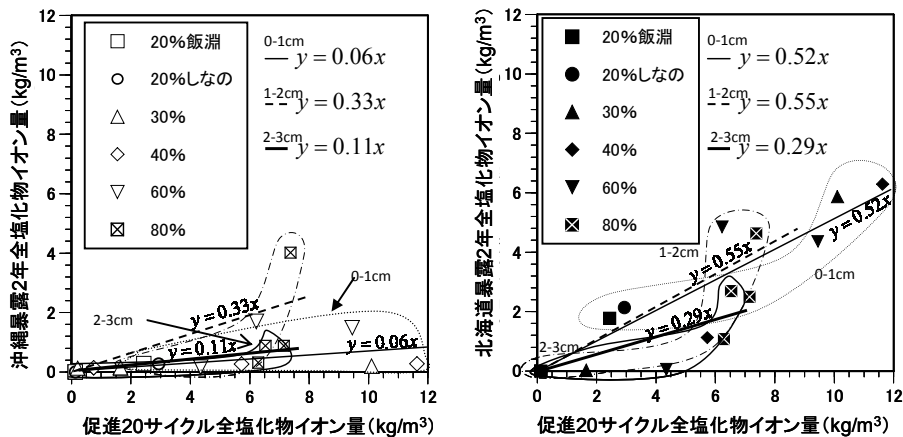 沖縄暴露2年全塩化物イオン量(kg/m³)
12
10
8
6
4
2
0
20%飯淵
20%しなの
30%
40%
60%
80%
0-1cm y = 0.06x
1-2cm y = 0.33x
2-3cm y = 0.11x
0-1cm
2-3cm
y = 0.33x
y = 0.11x
y = 0.06x
0 2 4 6 8 10 12
促進20サイクル全塩化物イオン量(kg/m³)
北海道暴露2年全塩化物イオン量(kg/m³)
12
10
8
6
4
2
0
20%飯淵
20%しなの
30%
40%
60%
80%
0-1cm y = 0.52x
1-2cm y = 0.55x
2-3cm y = 0.29x
1-2cm
y = 0.55x
y = 0.52x
0-1cm
y = 0.29x
2-3cm
0 2 4 6 8 10 12
促進20サイクル全塩化物イオン量(kg/m³)